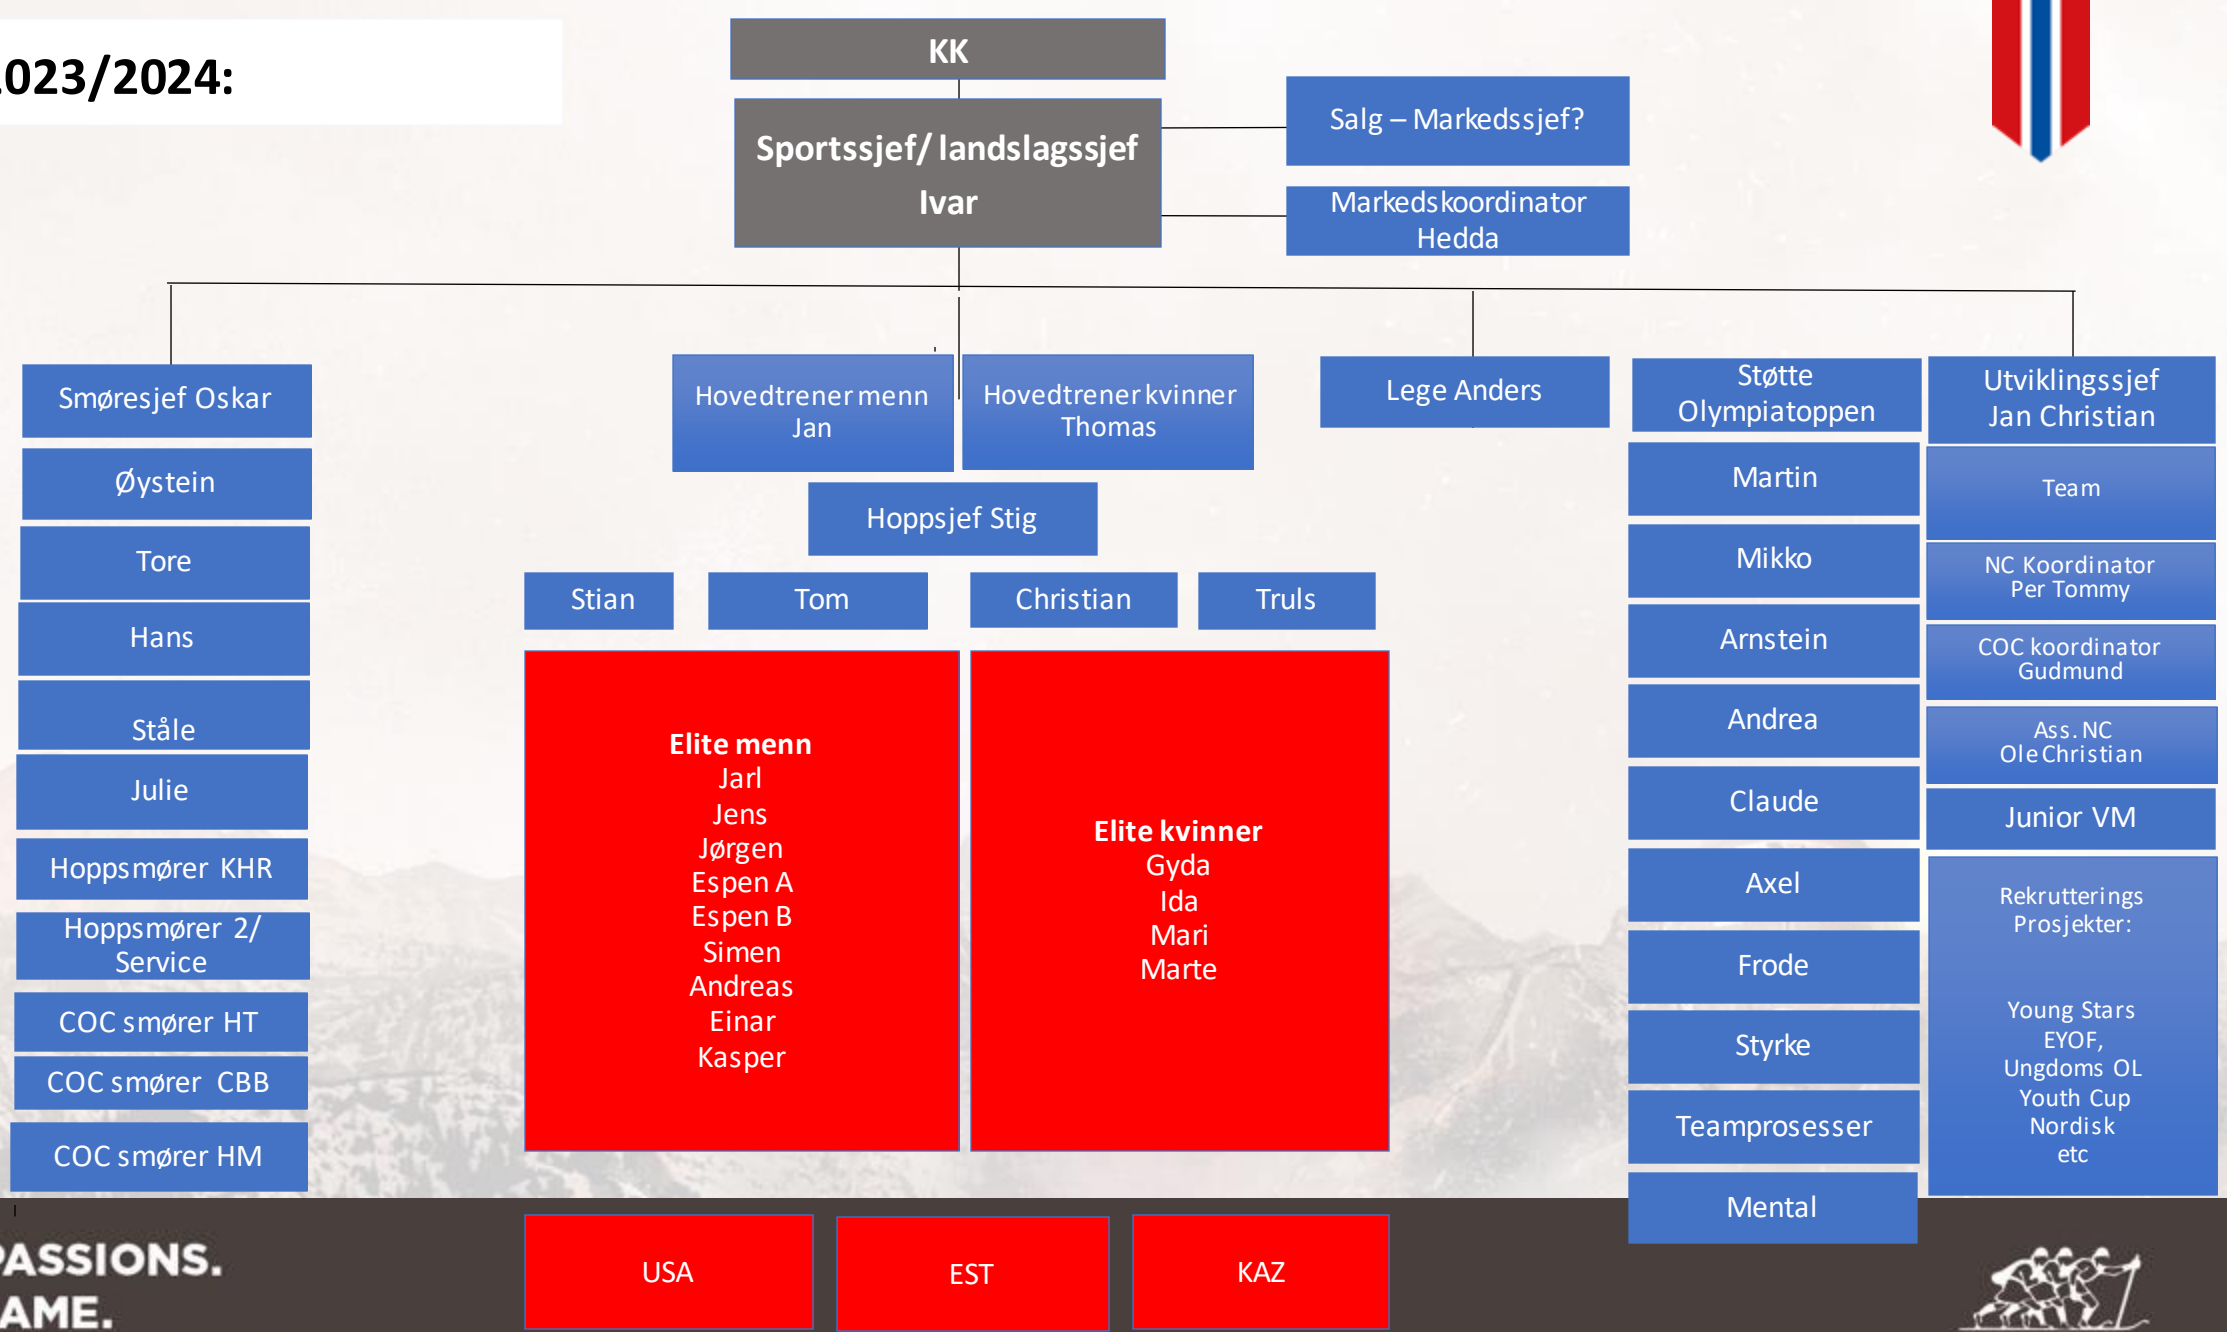 2023/2024:
KK
Sportssjef/ landslagssjef
Ivar
Salg – Markedssjef?
Markedskoordinator
Hedda
Smøresjef Oskar
Øystein
Tore
Hans
Ståle
Julie
Hoppsmører KHR
Hoppsmører 2/
Service
COC smører HT
COC smører CBB
COC smører HM
Hovedtrener menn
Jan
Hovedtrener kvinner
Thomas
Hoppsjef Stig
Stian
Tom
Christian
Truls
Elite menn
Jarl
Jens
Jørgen
Espen A
Espen B
Simen
Andreas
Einar
Kasper
Elite kvinner
Gyda
Ida
Mari
Marte
Lege Anders
Støtte
Olympiatoppen
Martin
Mikko
Arnstein
Andrea
Claude
Axel
Frode
Styrke
Teamprosesser
Mental
Utviklingssjef
Jan Christian
Team
NC Koordinator
Per Tommy
COC koordinator
Gudmund
Ass. NC
Ole Christian
Junior VM
Rekrutterings
Prosjekter:
Young Stars
EYOF,
Ungdoms OL
Youth Cup
Nordisk
etc
USA
EST
KAZ
PASSIONS.
AME.